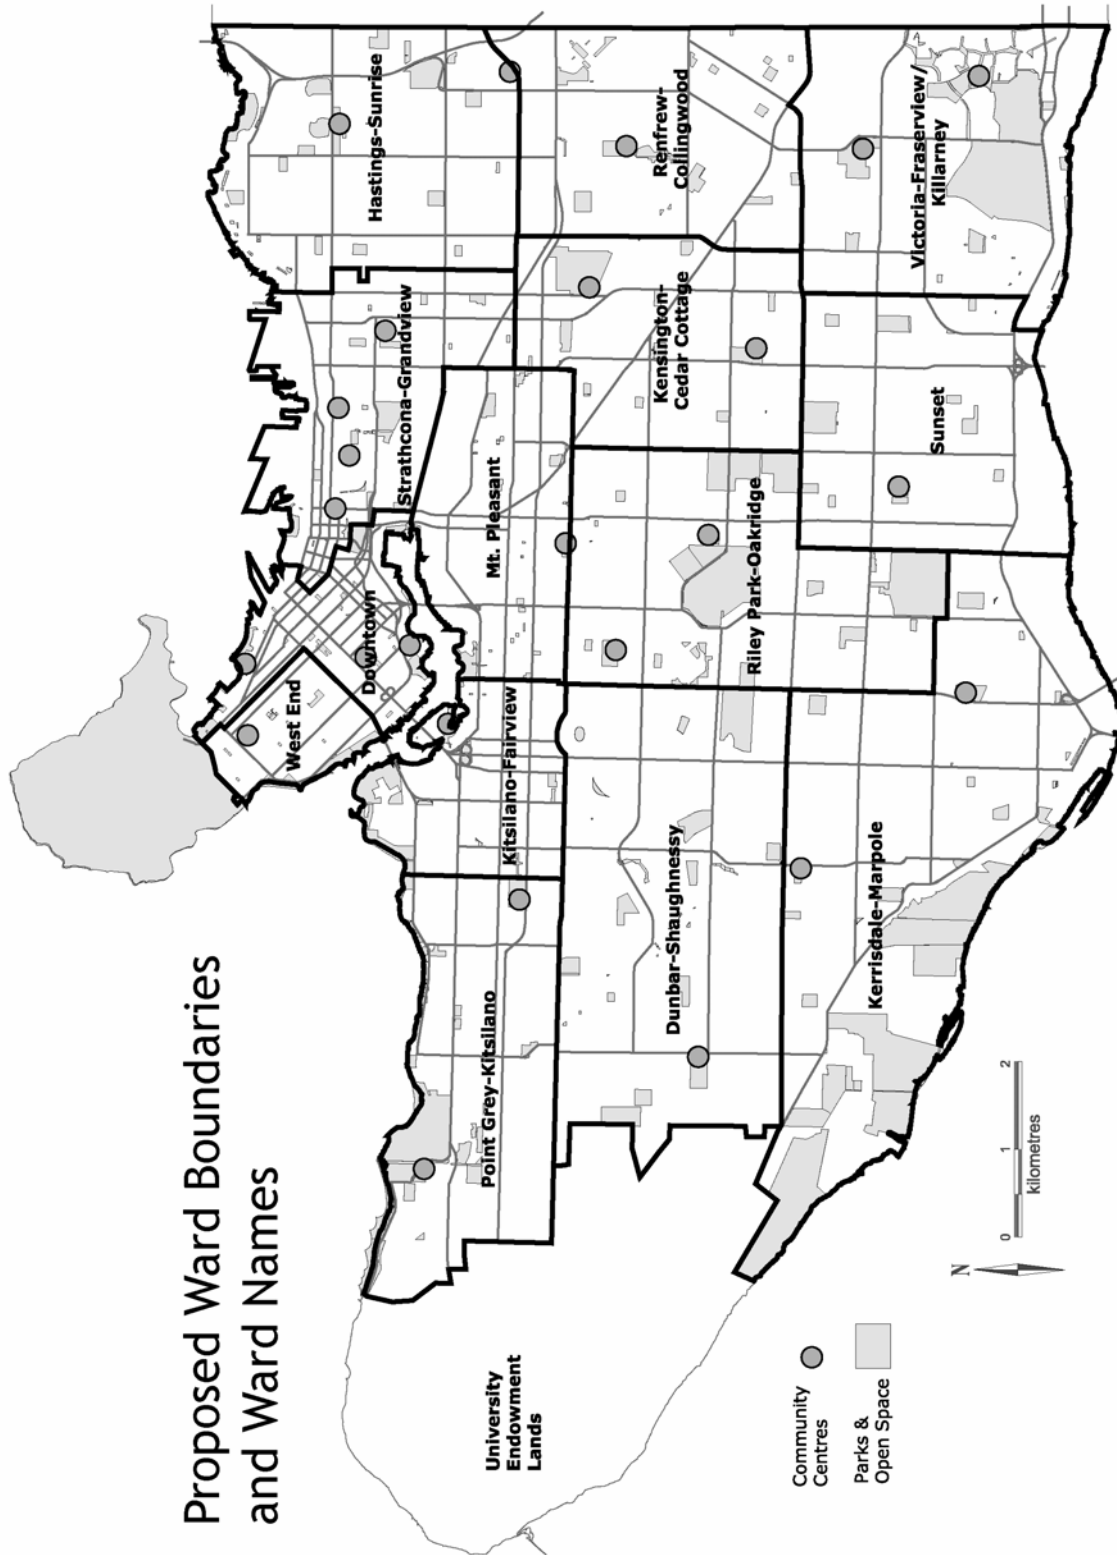 Proposed Ward Boundaries
and Ward Names
West End
Downtown
Strathcona-Grandview
Hastings-Sunrise
Point Grey-Kitsilano
Kitsilano-Fairview
Mt. Pleasant
University
Endowment
Lands
Dunbar-Shaughnessy
Riley Park-Oakridge
Kensington-
Cedar Cottage
Renfrew-
Collingwood
Kerrisdale-Marpole
Sunset
Victoria-Fraserview/
Killarney
Community
Centres
Parks &
Open Space
N
0 1 2
kilometres